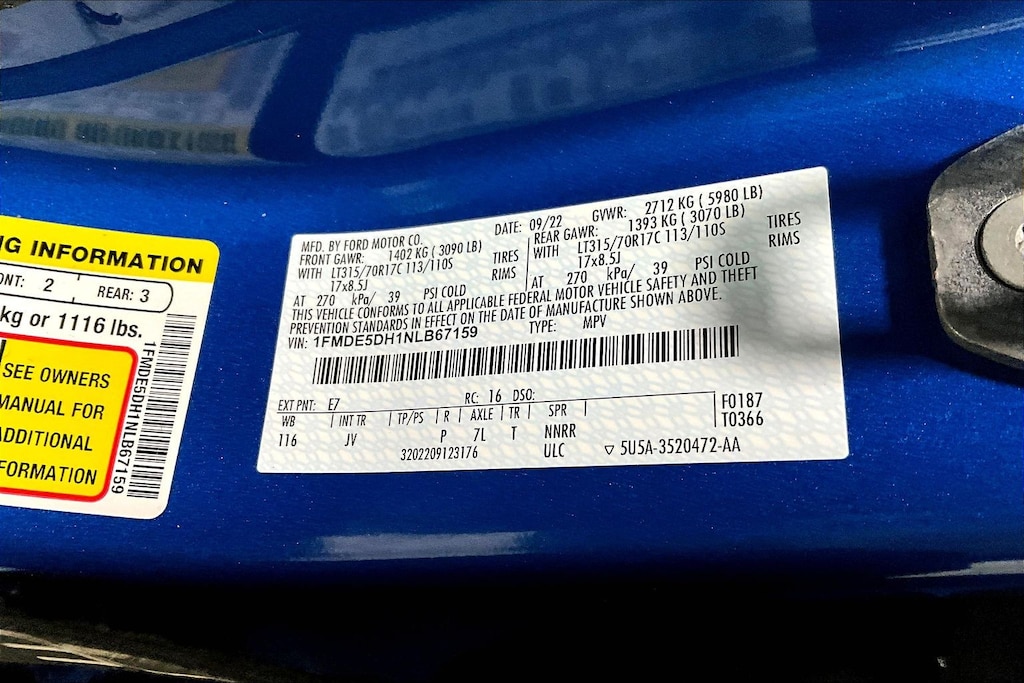 NG INFORMATION
ONT: 2 REAR: 3
kg or 1116 lbs.
SEE OWNERS
MANUAL FOR
ADDITIONAL
FORMATION
1FMDE5DH1NLB67159
MFD. BY FORD MOTOR CO. DATE: 09/22 GVWR: 2712 KG ( 5980 LB)
FRONT GAWR: 1402 KG ( 3090 LB) REAR GAWR: 1393 KG ( 3070 LB)
WITH LT315/70R17C 113/110S TIRES WITH LT315/70R17C 113/110S TIRES
17x8.5J RIMS 17x8.5J RIMS
AT 270 kPa/ 39 PSI COLD AT 270 kPa/ 39 PSI COLD
THIS VEHICLE CONFORMS TO ALL APPLICABLE FEDERAL MOTOR VEHICLE SAFETY AND THEFT
PREVENTION STANDARDS IN EFFECT ON THE DATE OF MANUFACTURE SHOWN ABOVE.
VIN: 1FMDE5DH1NLB67159 TYPE: MPV
EXT PNT: E7 RC: 16 DSO:
WB INT TR TP/PS R AXLE TR SPR
116 JV P 7L T NNRR
3202209123176 ULC
F0187
T0366
▽ 5U5A-3520472-AA